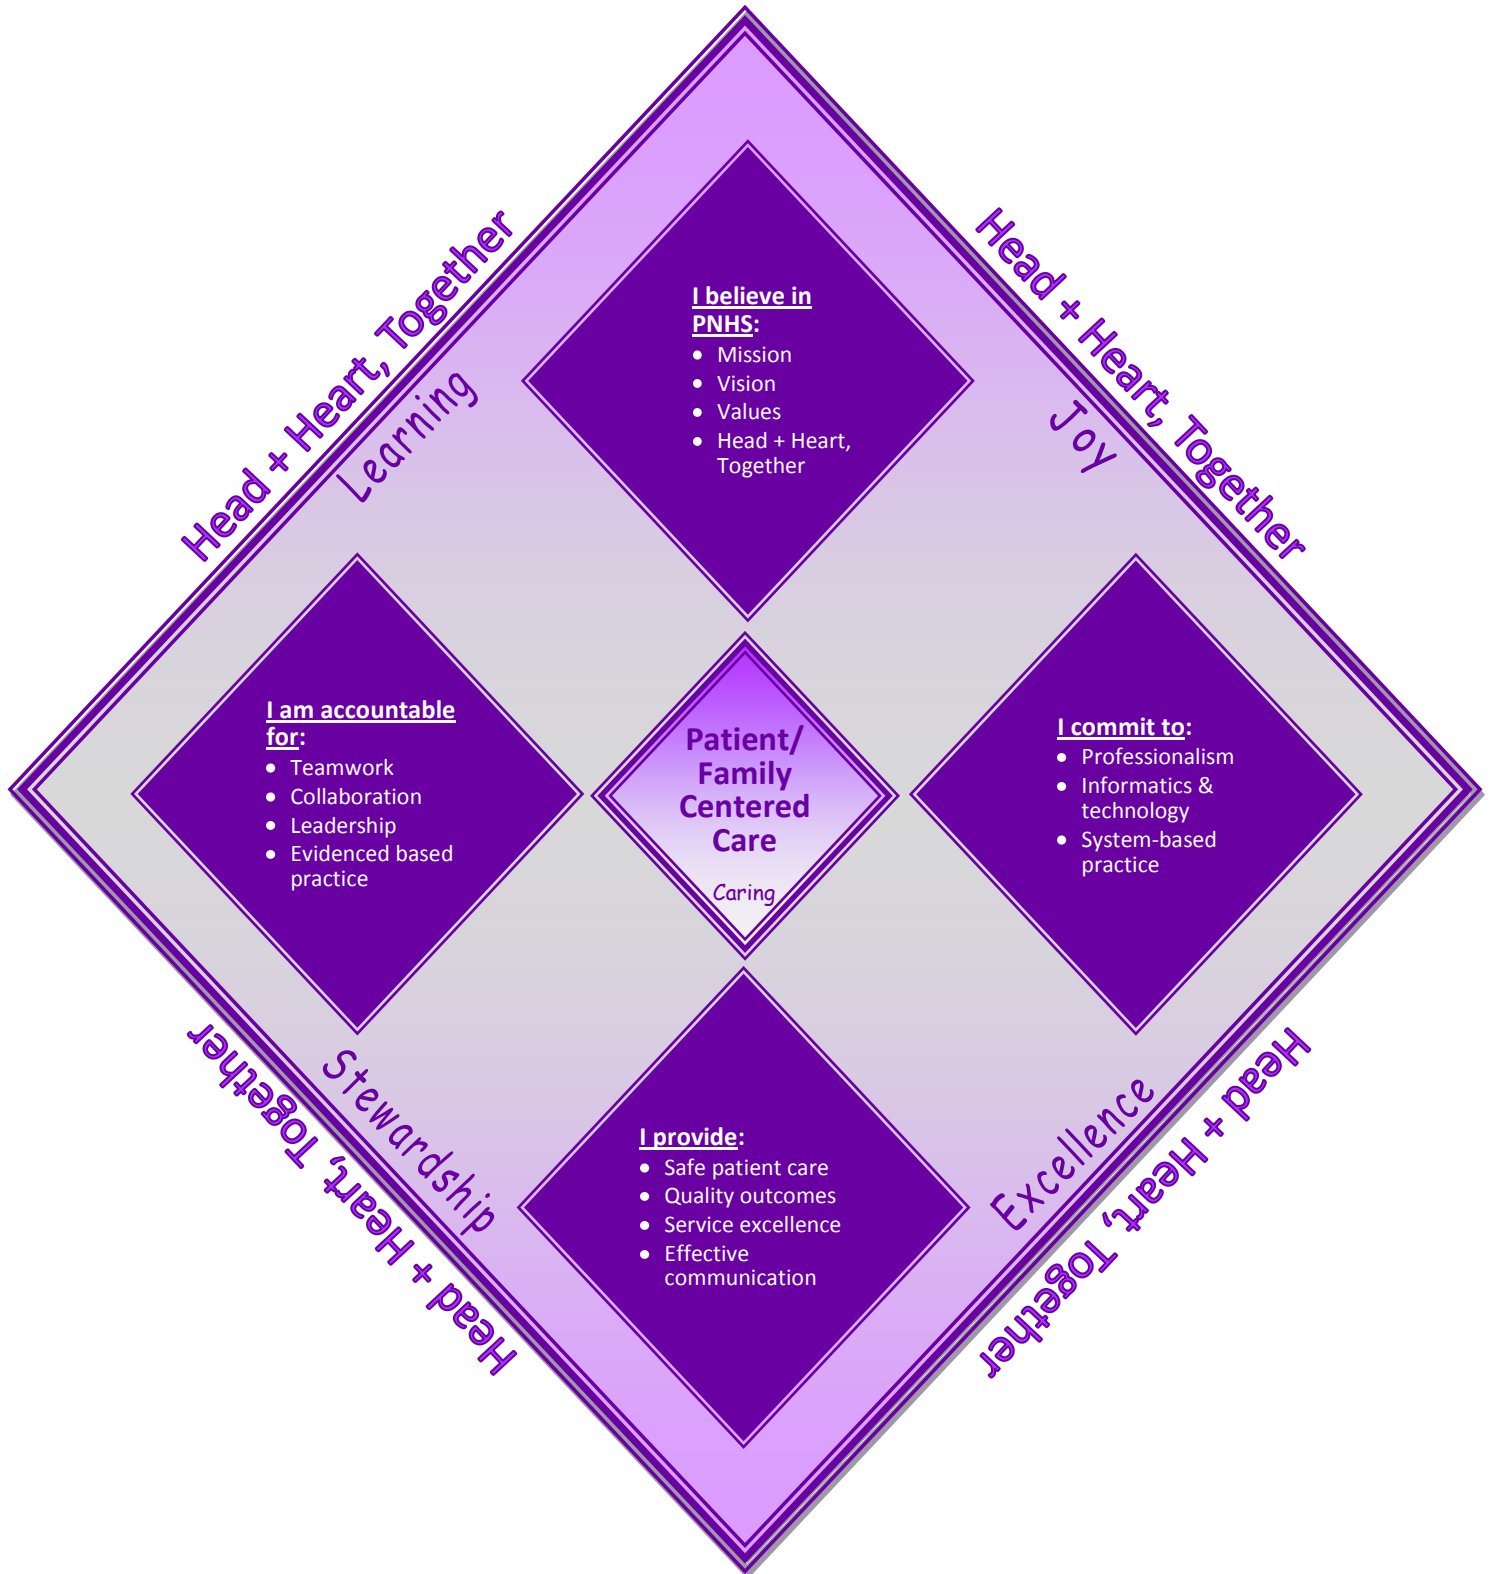 Head + Heart, Together
Head + Heart, Together
Learning
Joy
I believe in
PNHS:
• Mission
• Vision
• Values
• Head + Heart,
Together
I am accountable
for:
• Teamwork
• Collaboration
• Leadership
• Evidenced based
practice
Patient/
Family
Centered
Care
Caring
I commit to:
• Professionalism
• Informatics &
technology
• System-based
practice
Stewardship
Excellence
I provide:
• Safe patient care
• Quality outcomes
• Service excellence
• Effective
communication
Head + Heart, Together
Head + Heart, Together